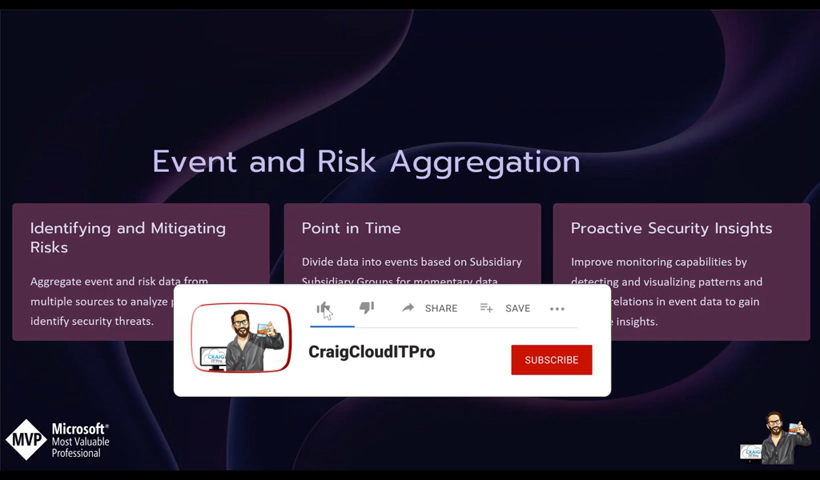 Event and Risk Aggregation
Identifying and Mitigating
Risks
Aggregate event and risk data from
multiple sources to analyze
identify security threats.
Point in Time
Divide data into events based on Subsidiary
Subsidiary Groups for momentary data
Proactive Security Insights
Improve monitoring capabilities by
detecting and visualizing patterns and
relations in event data to gain
insights.
SHARE
SAVE
CraigCloudITPro
SUBSCRIBE
MVP
Microsoft®
Most Valuable
Professional